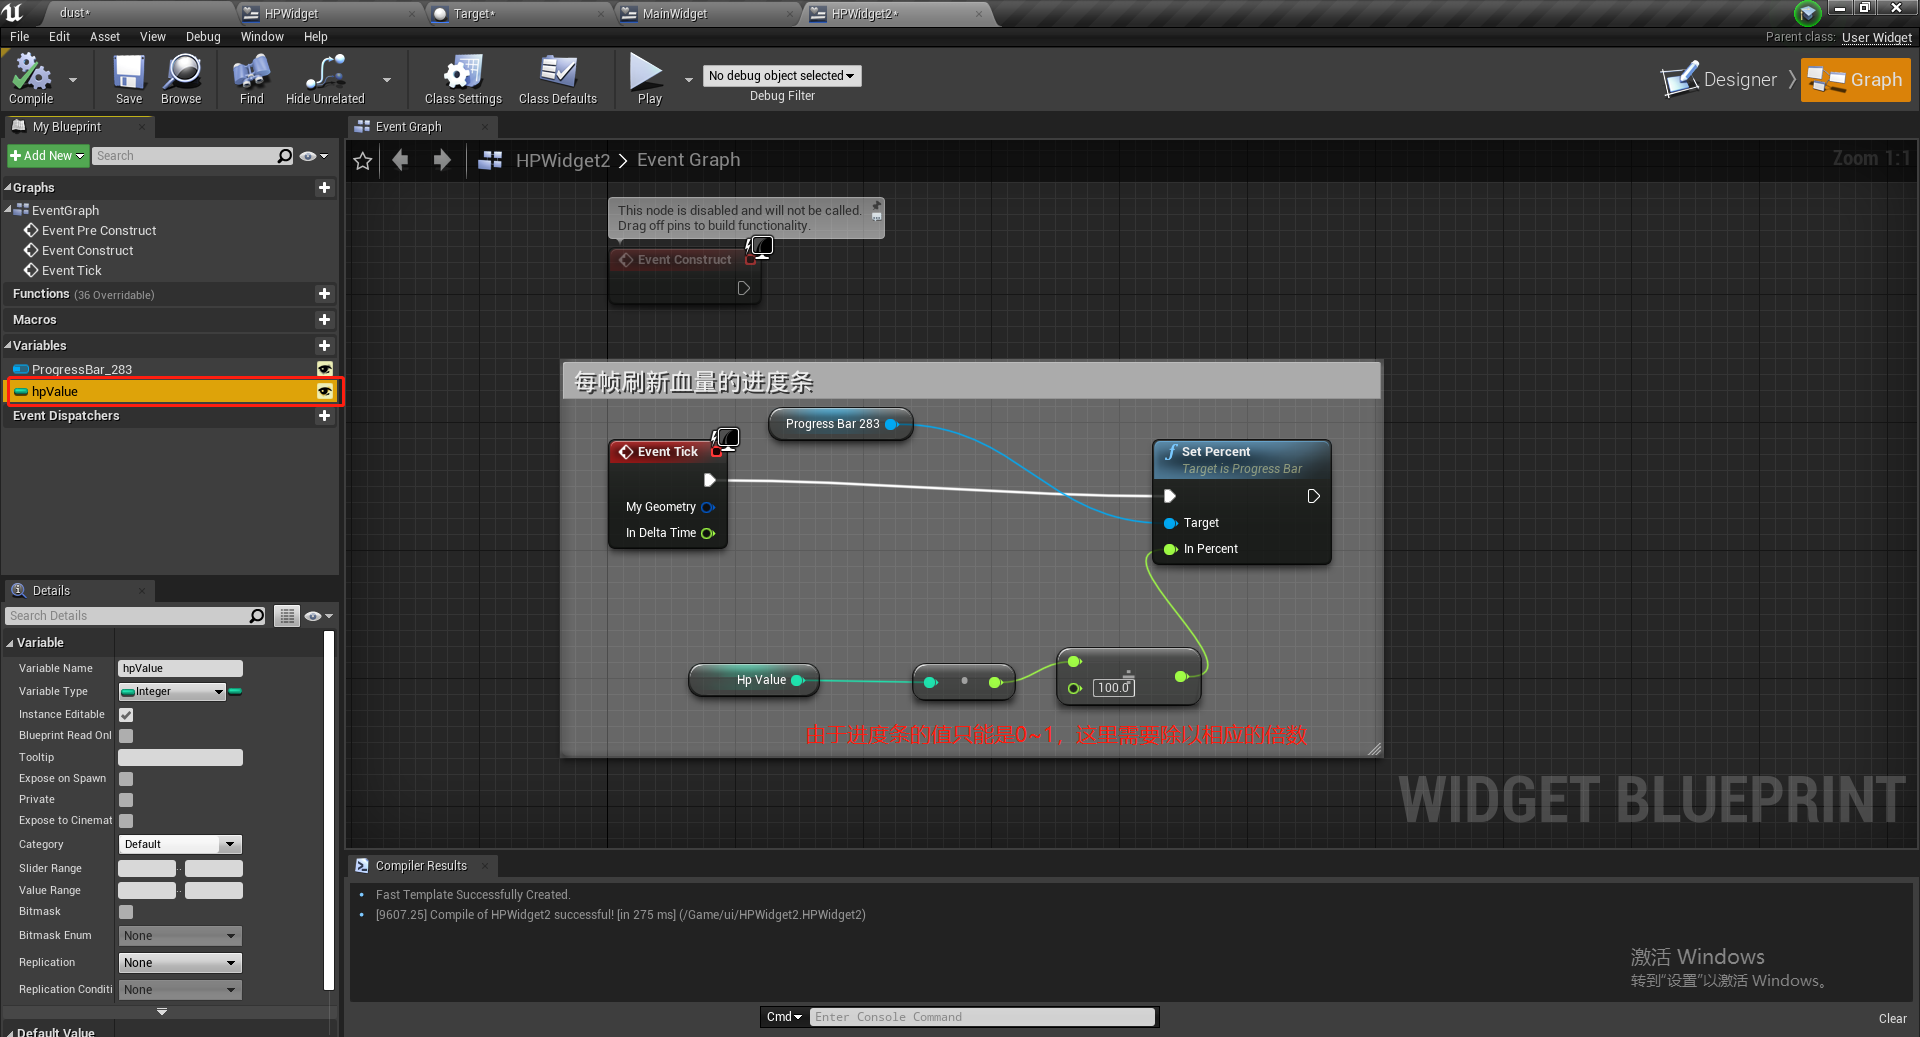 dust*
HPWidget
Target*
MainWidget
HPWidget2*
File Edit Asset View Debug Window Help
Parent class: User Widget
Compile
Save
Browse
Find
Hide Unrelated
Class Settings
Class Defaults
Play
No debug object selected
Debug Filter
Designer
Graph
My Blueprint
Add New
Search
Graphs
EventGraph
Event Pre Construct
Event Construct
Event Tick
Functions (36 Overridable)
Macros
Variables
ProgressBar_283
hpValue
Event Dispatchers
Details
Search Details
Variable
Variable Name hpValue
Variable Type Integer
Instance Editable
Blueprint Read Onl
Tooltip
Expose on Spawn
Private
Expose to Cinemat
Category Default
Slider Range
Value Range
Bitmask
Bitmask Enum None
Replication None
Replication Conditi None
Default Value
Event Graph
HPWidget2 > Event Graph
Zoom 1:1
This node is disabled and will not be called.
Drag off pins to build functionality.
Event Construct
每帧刷新血量的进度条
Progress Bar 283
Event Tick
My Geometry
In Delta Time
Set Percent
Target is Progress Bar
Target
In Percent
Hp Value
100.0
由于进度条的值只能是0~1，这里需要除以相应的倍数
WIDGET BLUEPRINT
Compiler Results
Fast Template Successfully Created.
[9607.25] Compile of HPWidget2 successful! [in 275 ms] (/Game/ui/HPWidget2.HPWidget2)
激活 Windows
转到“设置”以激活 Windows。
Cmd
Enter Console Command
Clear